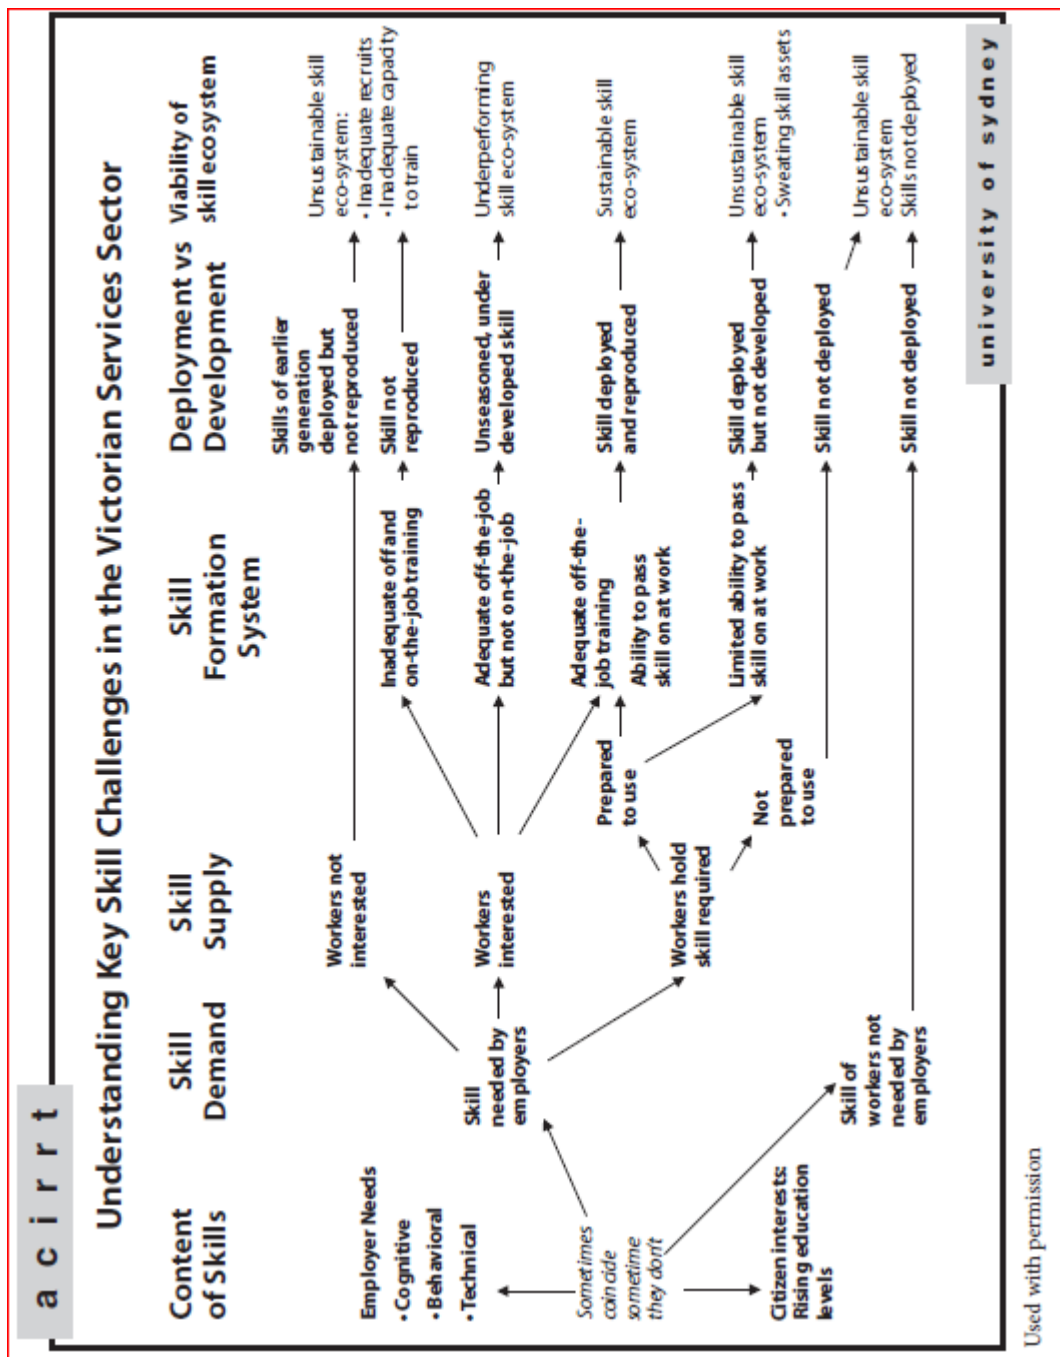 a c i r r t
Understanding Key Skill Challenges in the Victorian Services Sector
Content
of Skills
Skill
Demand
Skill
Supply
Skill
Formation
System
Deployment vs
Development
Viability of
skill ecosystem
Employer Needs
• Cognitive
• Behavioral
• Technical
Sometimes
coincide
sometime
they don't
Citizen interests:
Rising education
levels
Skill
needed by
employers
Skill of
workers not
needed by
employers
Workers not
interested
Workers
interested
Workers hold
skill required
Prepared
to use
Not
prepared
to use
Inadequate off and
on-the-job training
Adequate off-the-job
but not on-the-job
Adequate off-the-
job training
Ability to pass
skill on at work
Limited ability to pass
skill on at work
Skills of earlier
generation
deployed but
not reproduced
Skill not
reproduced
Unseasoned, under
developed skill
Skill deployed
and reproduced
Skill deployed
but not developed
Skill not deployed
Skill not deployed
Unsustainable skill
eco-system:
• Inadequate recruits
• Inadequate capacity
to train
Underperforming
skill eco-system
Sustainable skill
eco-system
Unsustainable skill
eco-system
• Sweating skill assets
Unsustainable skill
eco-system
Skills not deployed
university of sydney
Used with permission